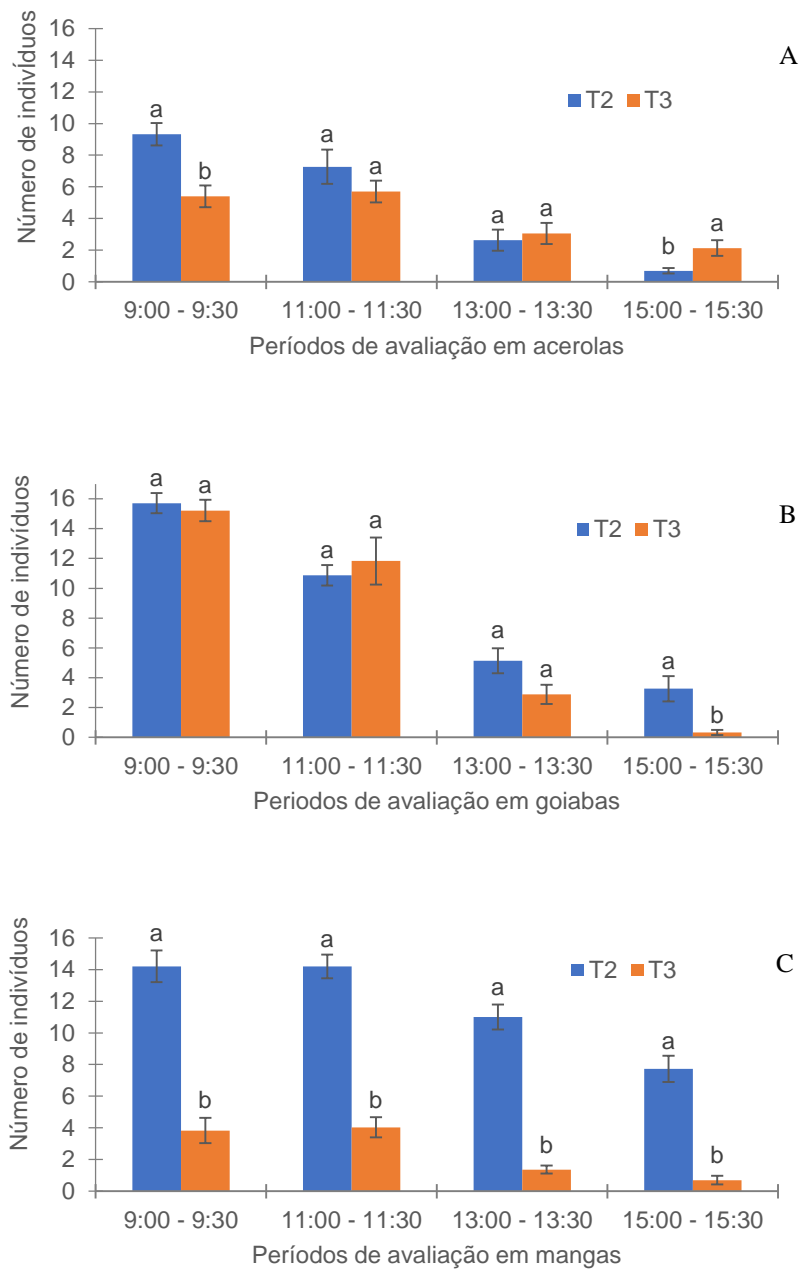 A
Número de indivíduos
16
14
12
10
8
6
4
2
0
T2 T3
a b a a a a b a
9:00 - 9:30 11:00 - 11:30 13:00 - 13:30 15:00 - 15:30
Períodos de avaliação em acerolas
B
Número de indivíduos
16
14
12
10
8
6
4
2
0
T2 T3
a a a a a a a b
9:00 - 9:30 11:00 - 11:30 13:00 - 13:30 15:00 - 15:30
Periodos de avaliação em goiabas
C
Número de indivíduos
16
14
12
10
8
6
4
2
0
T2 T3
a b a b a b a b
9:00 - 9:30 11:00 - 11:30 13:00 - 13:30 15:00 - 15:30
Períodos de avaliação em mangas